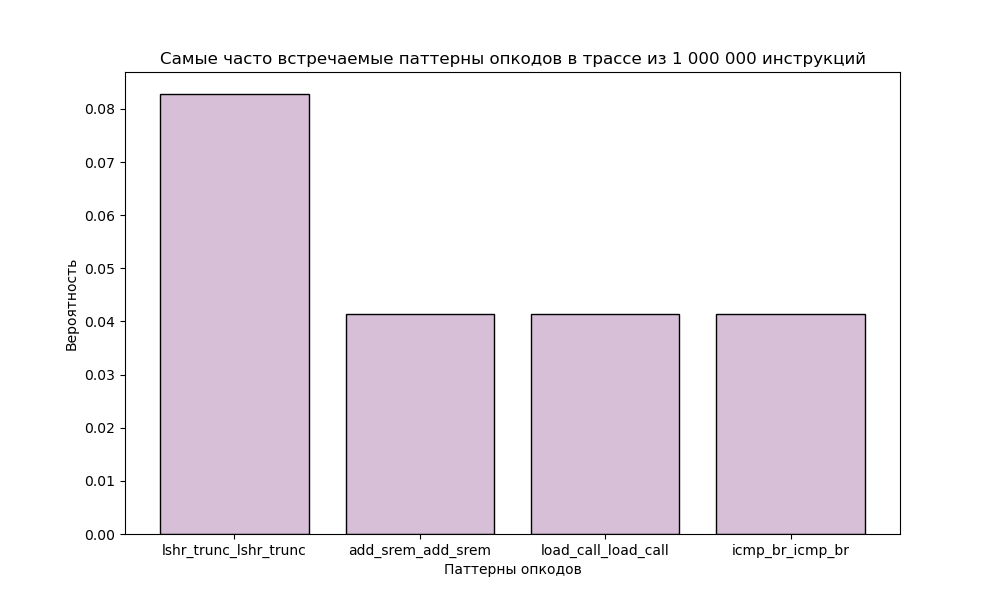 Самые часто встречаемые паттерны опкодов в трассе из 1 000 000 инструкций
Вероятность
0.08
0.07
0.06
0.05
0.04
0.03
0.02
0.01
0.00
lshr_trunc_lshr_trunc
add_srem_add_srem
load_call_load_call
icmp_br_icmp_br
Паттерны опкодов